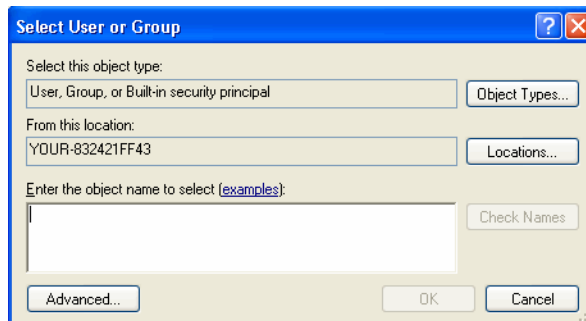 Select User or Group
Select this object type:
User, Group, or Built-in security principal
Object Types...
From this location:
YOUR-832421FF43
Locations...
Enter the object name to select (examples):
Check Names
Advanced...
OK
Cancel